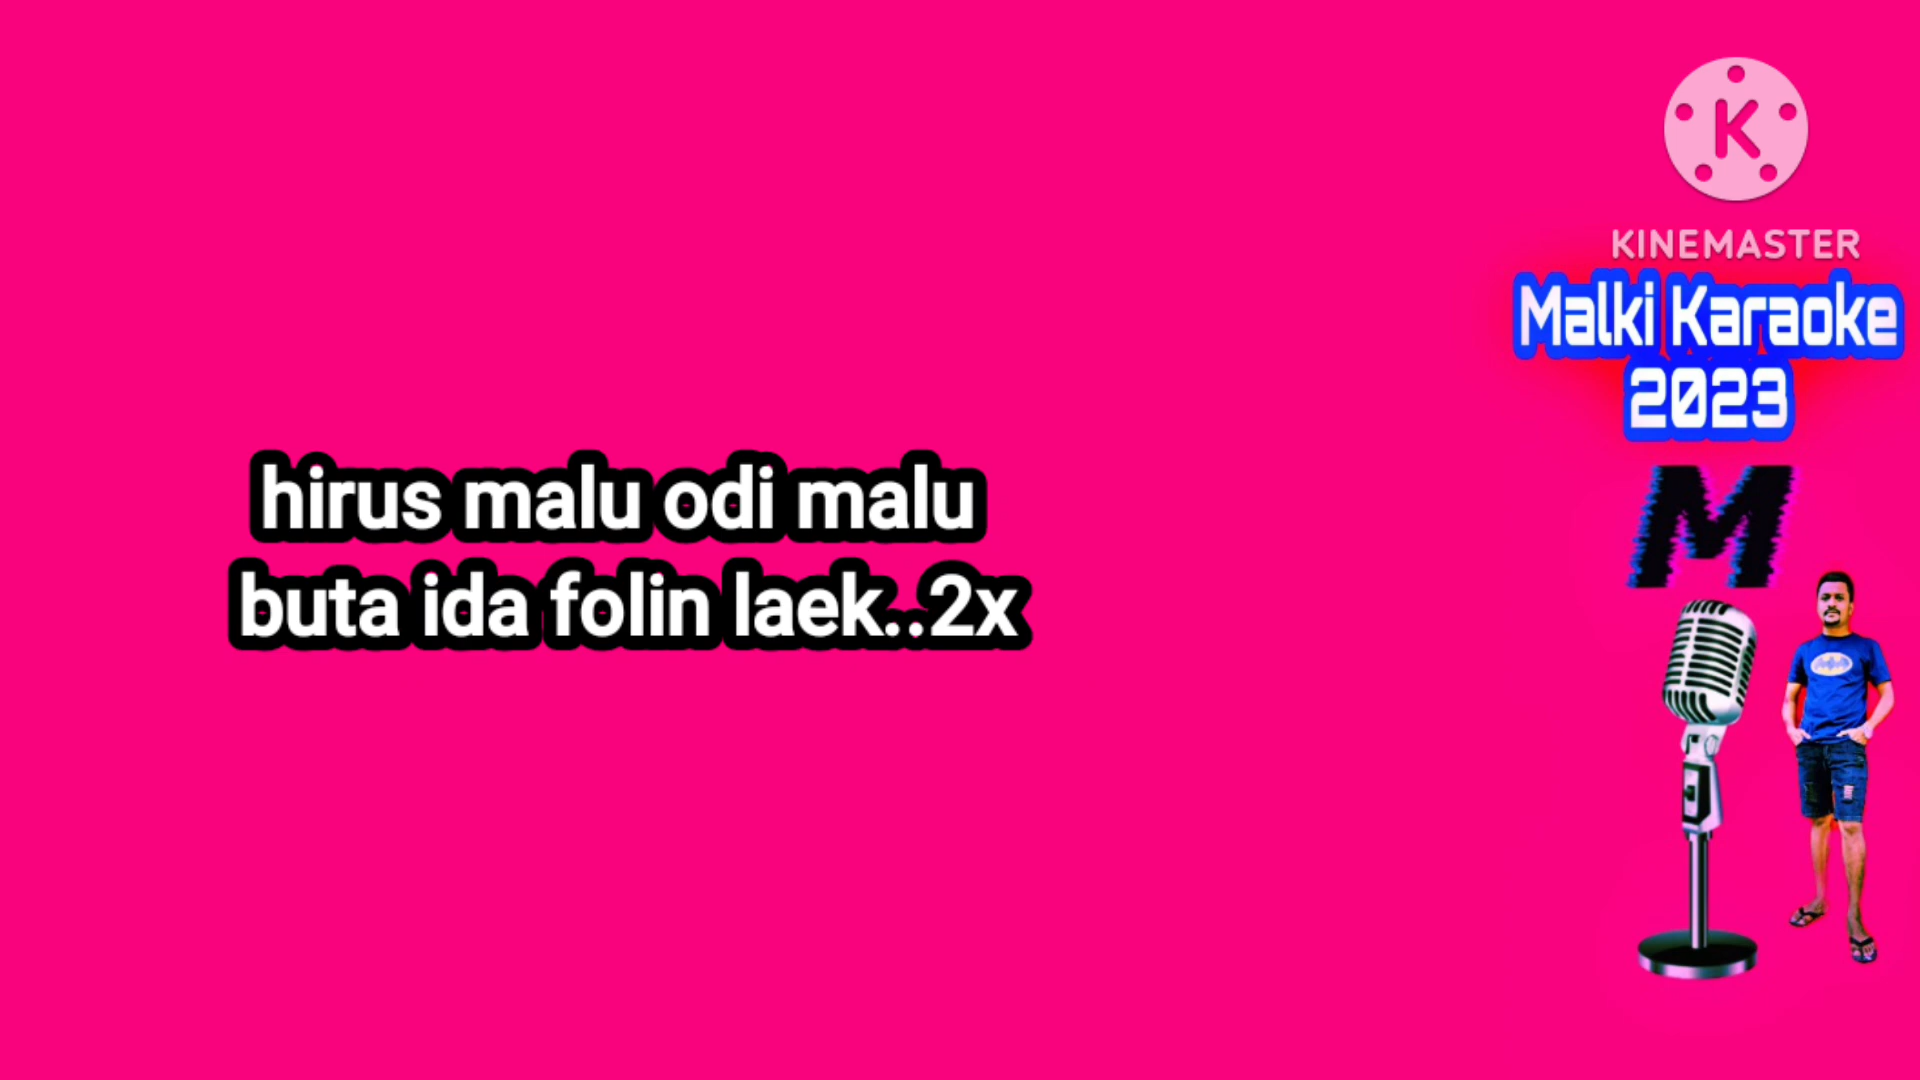 K
KINEMASTER
Malki Karaoke
2023
M
hirus malu odi malu
buta ida folin laek..2x